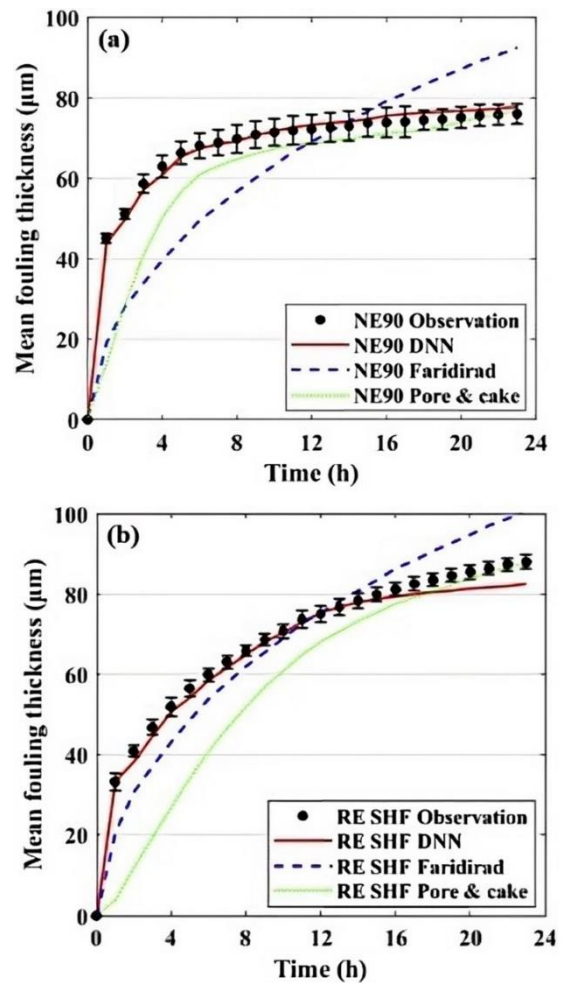 (a)
Mean fouling thickness (μm)
100
80
60
40
20
0
NE90 Observation
NE90 DNN
NE90 Faridirad
NE90 Pore & cake
0 4 8 12 16 20 24
Time (h)
(b)
Mean fouling thickness (μm)
100
80
60
40
20
0
RE SHF Observation
RE SHF DNN
RE SHF Faridirad
RE SHF Pore & cake
0 4 8 12 16 20 24
Time (h)